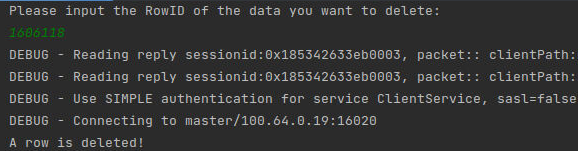 Please input the RowID of the data you want to delete:
1606118
DEBUG - Reading reply sessionid:0x185342633eb0003, packet:: clientPath:
DEBUG - Reading reply sessionid:0x185342633eb0003, packet:: clientPath:
DEBUG - Use SIMPLE authentication for service ClientService, sasl=false
DEBUG - Connecting to master/100.64.0.19:16020
A row is deleted!